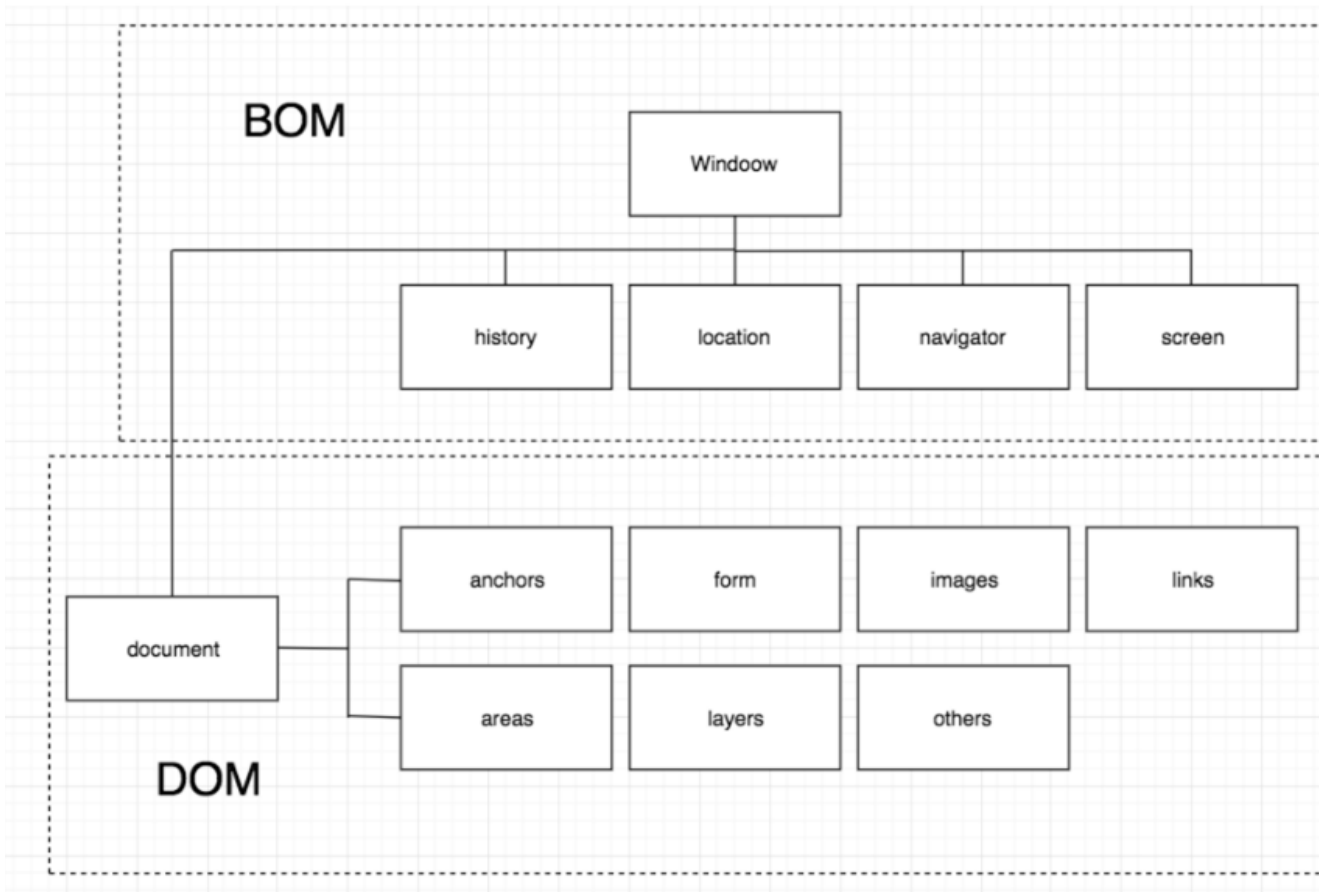 BOM
Windoow
history
location
navigator
screen
anchors
form
images
links
document
areas
layers
others
DOM